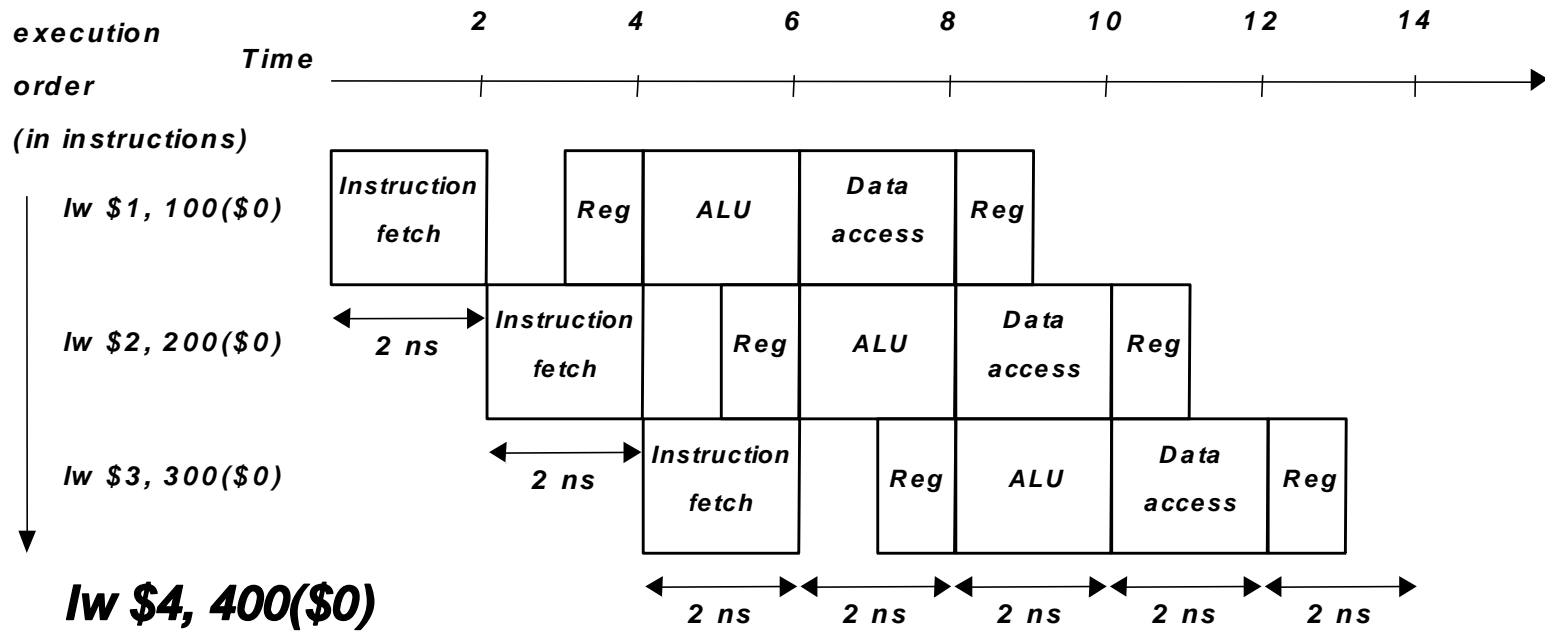 2 4 6 8 10 12 14
execution
Time
order
(in instructions)
lw $1, 100($0)
Instruction
fetch
Reg
ALU
Data
access
Reg
lw $2, 200($0)
2 ns
Instruction
fetch
Reg
ALU
Data
access
Reg
lw $3, 300($0)
2 ns
Instruction
fetch
Reg
ALU
Data
access
Reg
lw $4, 400($0)
2 ns 2 ns 2 ns 2 ns 2 ns